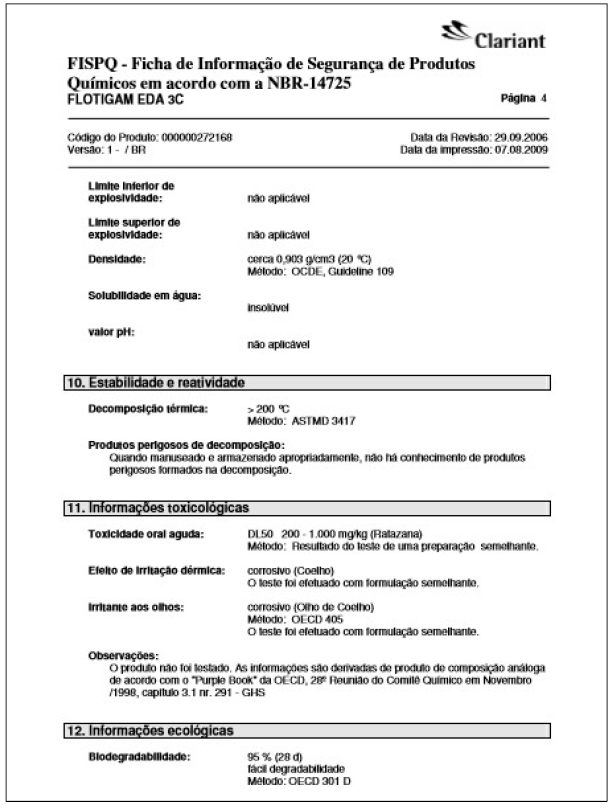 Clariant
FISPQ - Ficha de Informação de Segurança de Produtos
Químicos em acordo com a NBR-14725
FLOTIGAM EDA 3C
Página 4
Código do Produto: 000000272168
Data da Revisão: 29.09.2006
Versão: 1 - / BR
Data da impressão: 07.08.2009
Limite inferior de
explosividade:
não aplicável
Limite superior de
explosividade:
não aplicável
Densidade:
cerca 0,903 g/cm3 (20 ºC)
Método: OCDE, Guideline 109
Solubilidade em água:
insolúvel
valor pH:
não aplicável
10. Estabilidade e reatividade
Decomposição térmica:
> 200 ºC
Método: ASTMD 3417
Produtos perigosos de decomposição:
Quando manuseado e armazenado apropriadamente, não há conhecimento de produtos
perigosos formados na decomposição.
11. Informações toxicológicas
Toxicidade oral aguda:
DL50 200 - 1.000 mg/kg (Ratazana)
Método: Resultado do teste de uma preparação semelhante.
Efeito de irritação dérmica:
corrosivo (Coelho)
O teste foi efetuado com formulação semelhante.
Irritante aos olhos:
corrosivo (Olho de Coelho)
Método: OECD 405
O teste foi efetuado com formulação semelhante.
Observações:
O produto não foi testado. As informações são derivadas de produto de composição análoga
de acordo com o "Purple Book" da OECD, 28º Reunião do Comitê Químico em Novembro
/1998, capítulo 3.1 nr. 291 - GHS
12. Informações ecológicas
Biodegradabilidade:
95 % (28 d)
fácil degradabilidade
Método: OECD 301 D